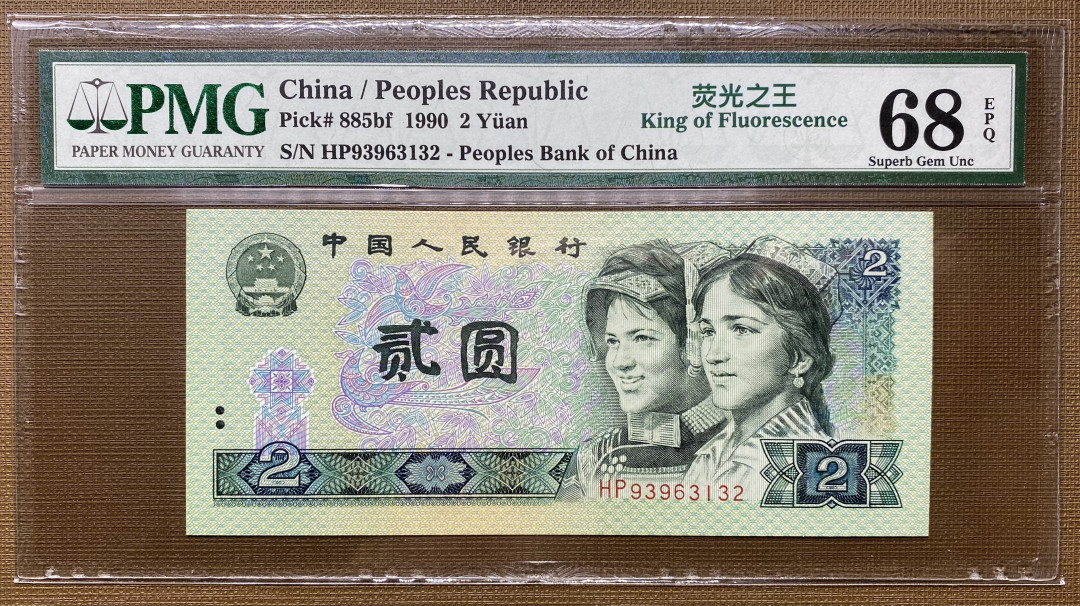 PMG
PAPER MONEY GUARANTY
China / Peoples Republic
Pick# 885bf 1990 2 Yüan
S/N HP93963132 - Peoples Bank of China
荧光之王
King of Fluorescence
68
EPQ
Superb Gem Unc
中国人民银行
2
贰圆
2
HP93963132
2